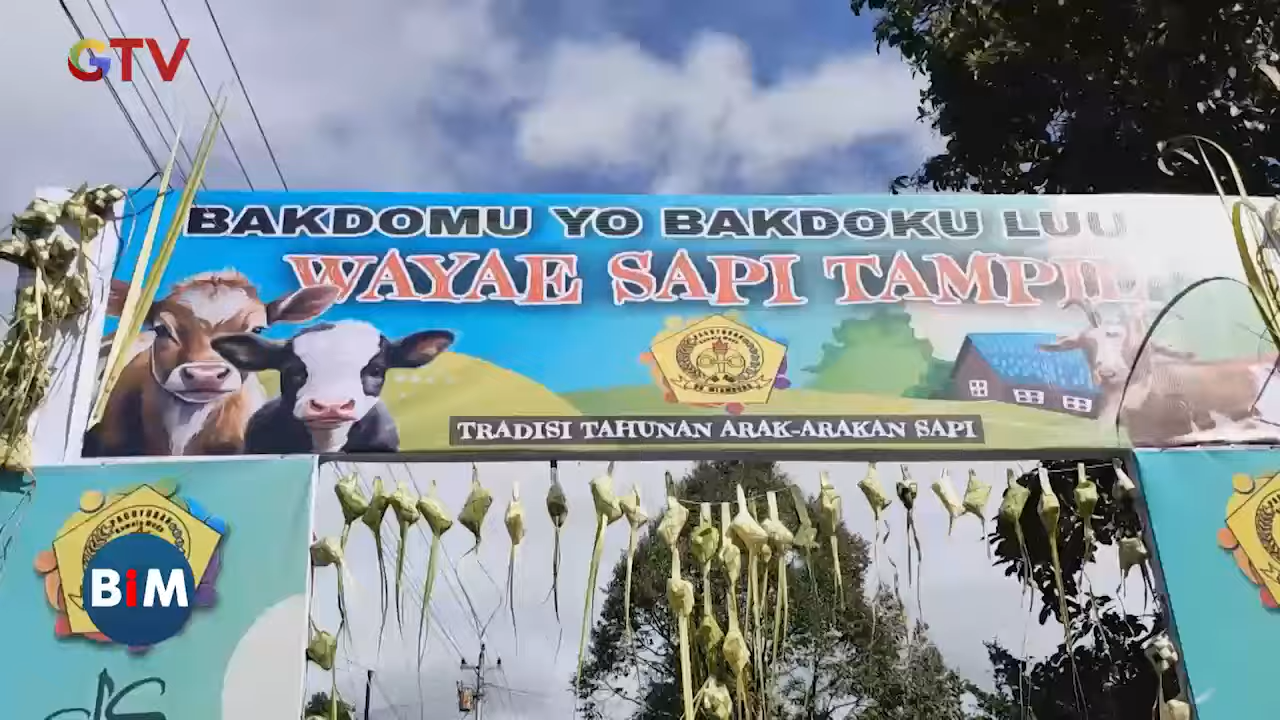 GTV
BAKDOMU YO BAKDOKU LUU
WAYAE SAPI TAMPIL
TRADISI TAHUNAN ARAK-ARAKAN SAPI
BiM